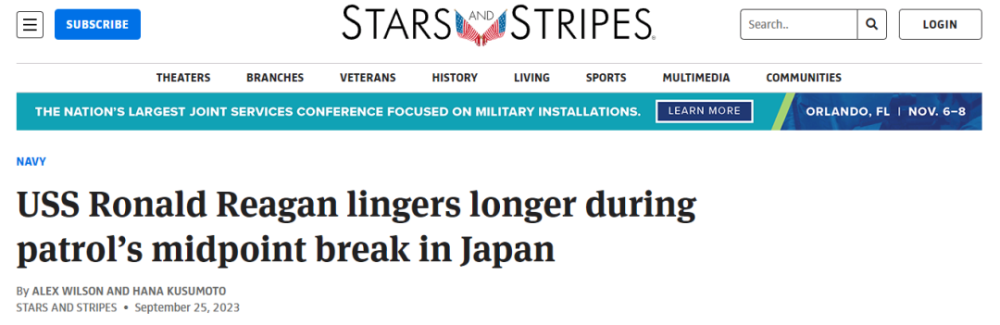 SUBSCRIBE
STARS AND STRIPES®
Search..
LOGIN
THEATERS BRANCHES VETERANS HISTORY LIVING SPORTS MULTIMEDIA COMMUNITIES
THE NATION'S LARGEST JOINT SERVICES CONFERENCE FOCUSED ON MILITARY INSTALLATIONS. LEARN MORE ORLANDO, FL | NOV. 6–8
NAVY
USS Ronald Reagan lingers longer during
patrol’s midpoint break in Japan
By ALEX WILSON AND HANA KUSUMOTO
STARS AND STRIPES • September 25, 2023